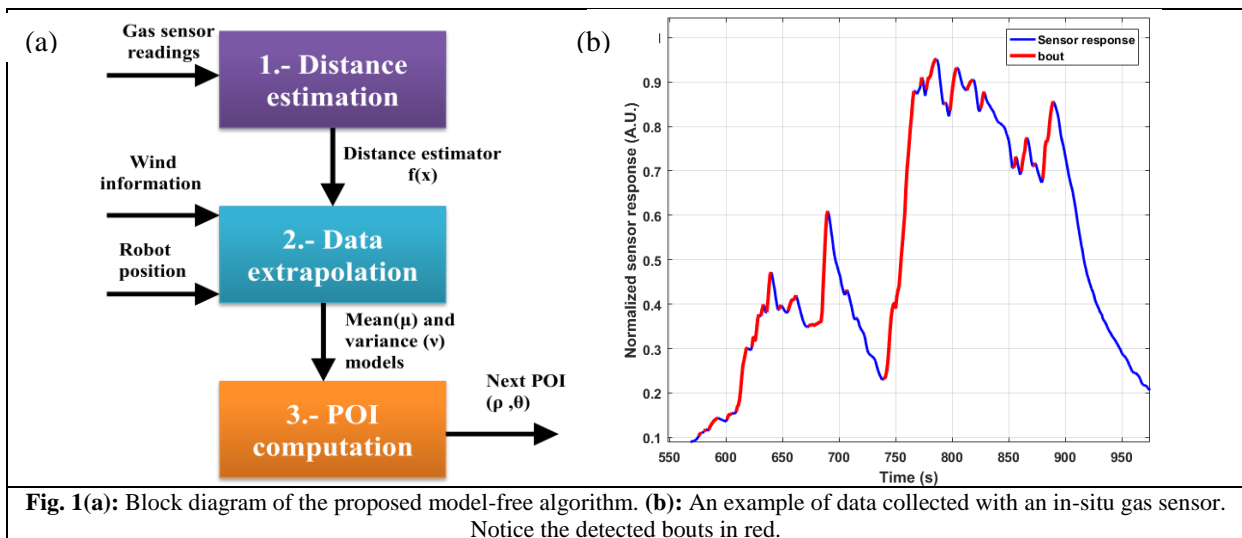 (a)
Gas sensor
readings
1.- Distance
estimation
Distance estimator
f(x)
Wind
information
Robot
position
2.- Data
extrapolation
Mean(μ) and
variance (ν)
models
3.- POI
computation
Next POI
(ρ ,θ)
(b)
Normalized sensor response (A.U.)
0.9
0.8
0.7
0.6
0.5
0.4
0.3
0.2
0.1
550 600 650 700 750 800 850 900 950
Time (s)
Sensor response
bout
Fig. 1(a): Block diagram of the proposed model-free algorithm. (b): An example of data collected with an in-situ gas sensor.
Notice the detected bouts in red.